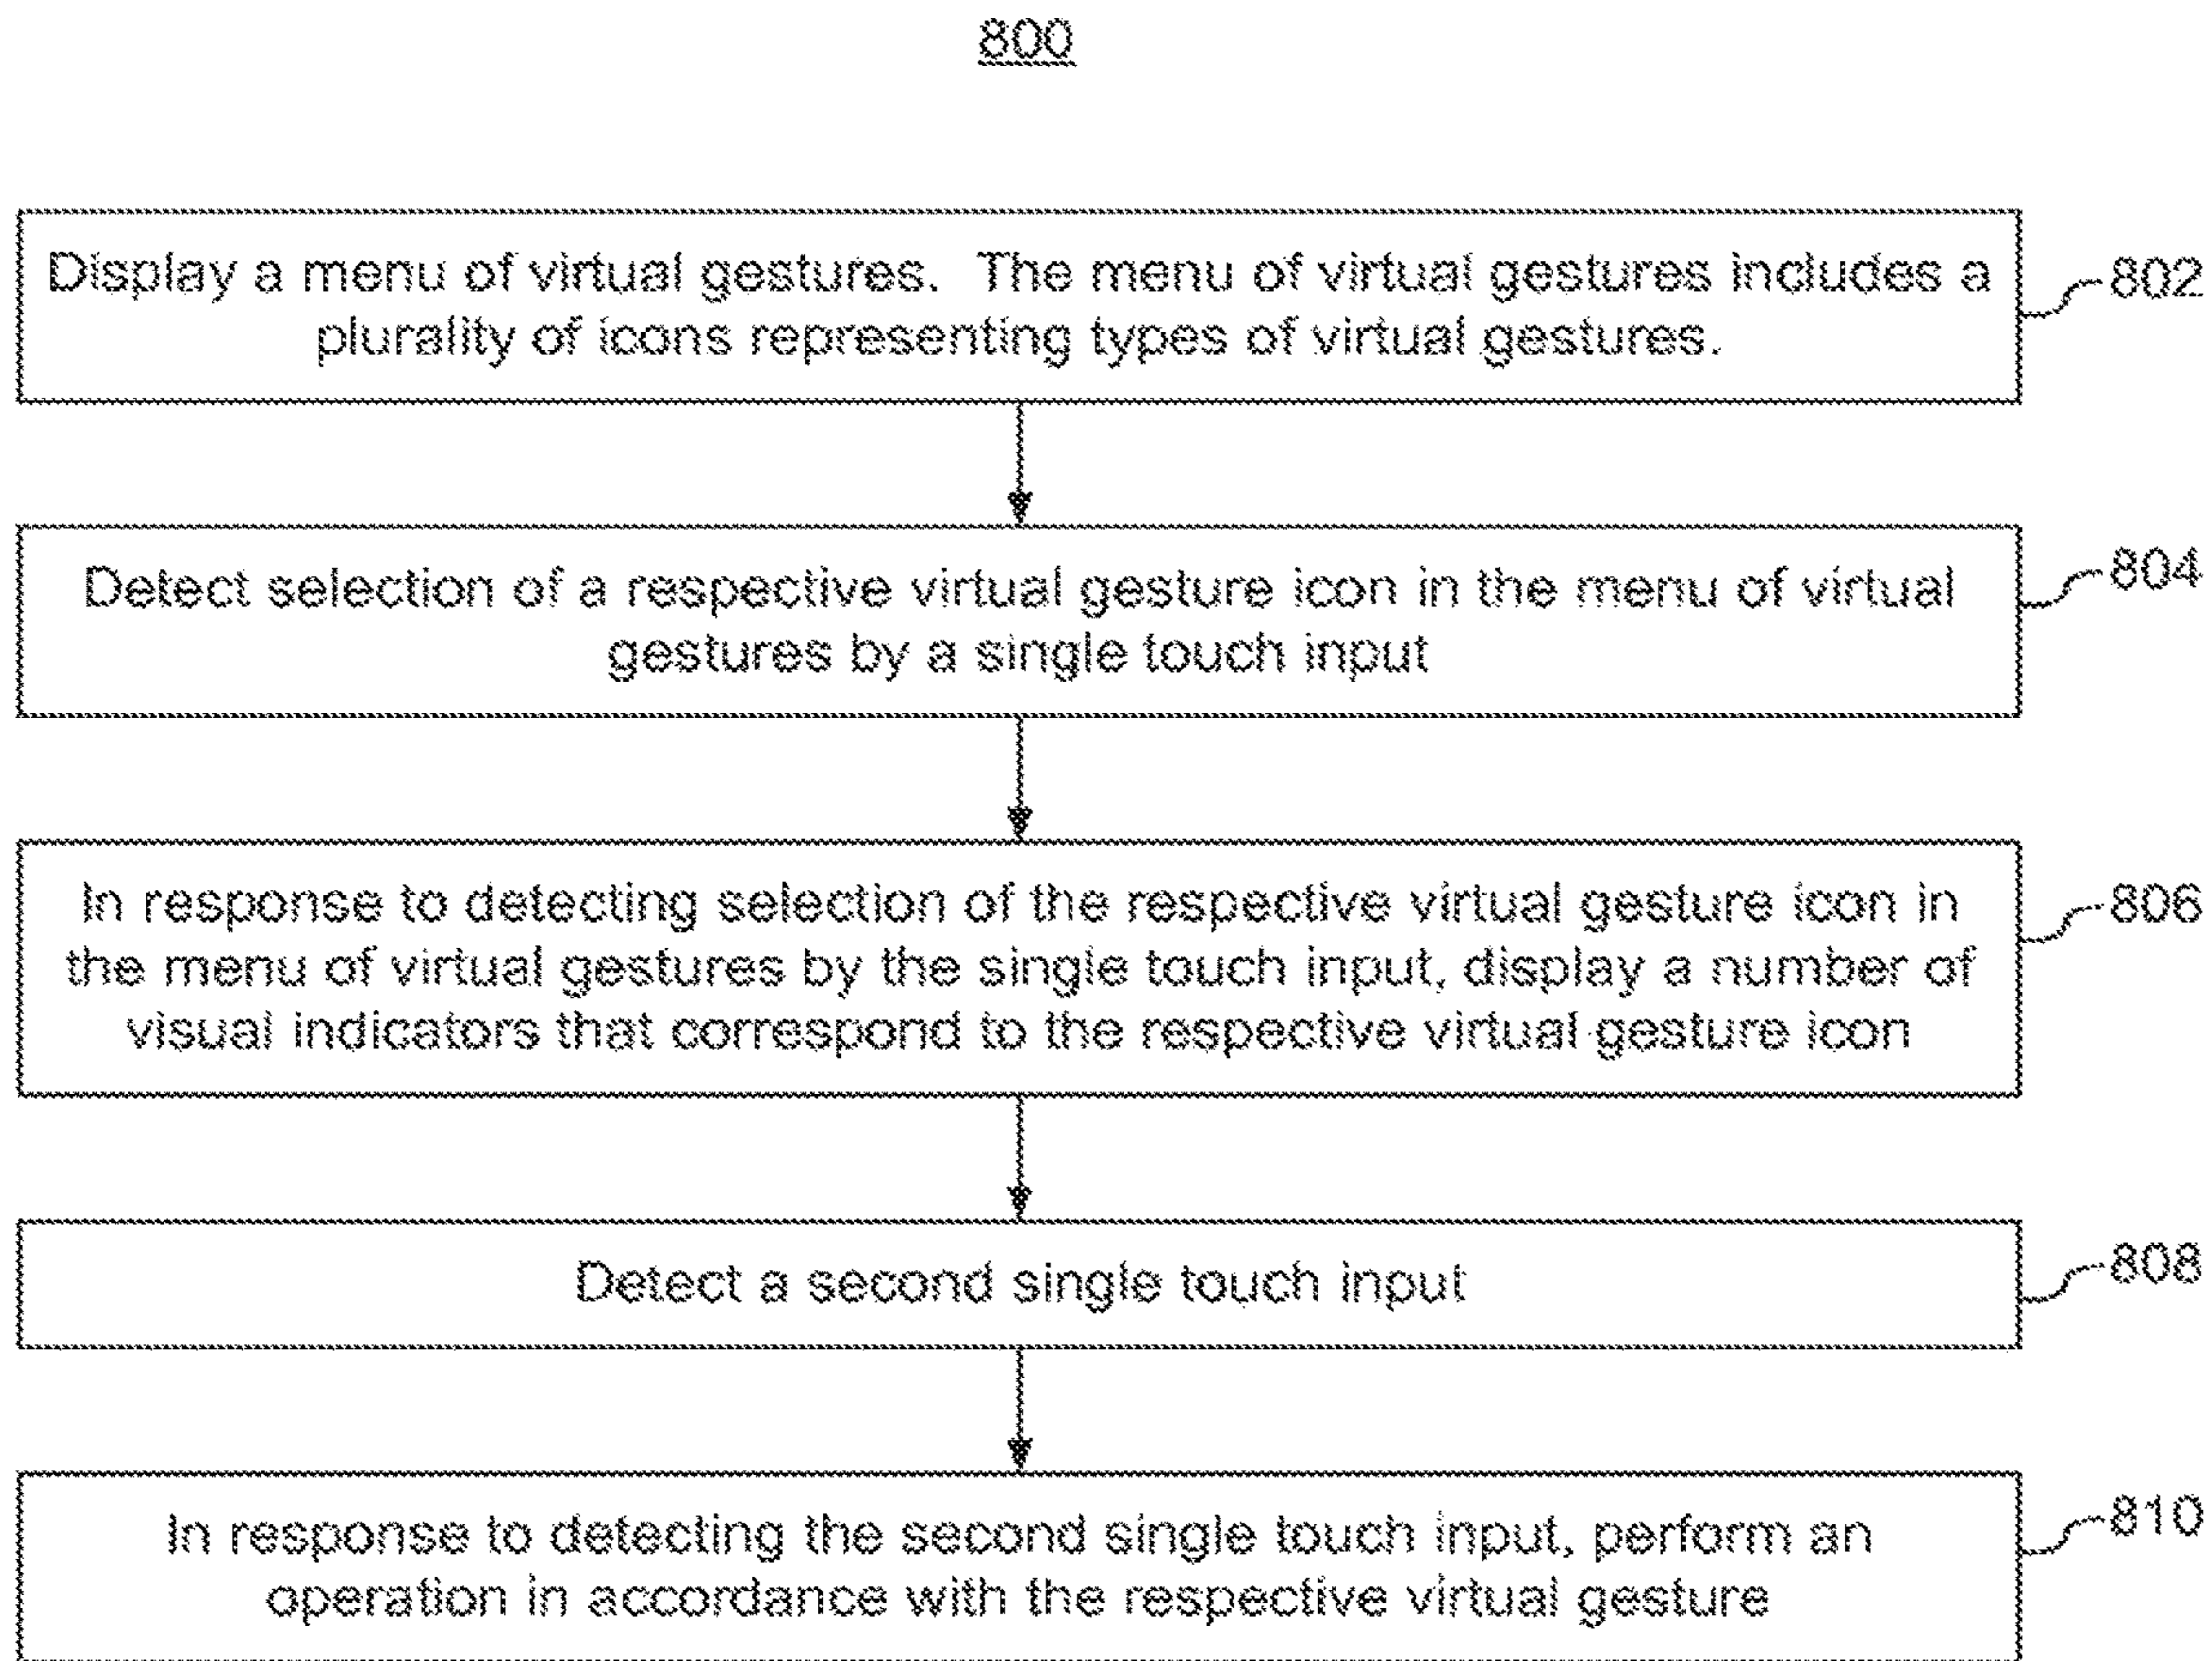 800
Display a menu of virtual gestures. The menu of virtual gestures includes a
plurality of icons representing types of virtual gestures.
802
Detect selection of a respective virtual gesture icon in the menu of virtual
gestures by a single touch input
804
In response to detecting selection of the respective virtual gesture icon in
the menu of virtual gestures by the single touch input, display a number of
visual indicators that correspond to the respective virtual gesture icon
806
Detect a second single touch input
808
In response to detecting the second single touch input, perform an
operation in accordance with the respective virtual gesture
810